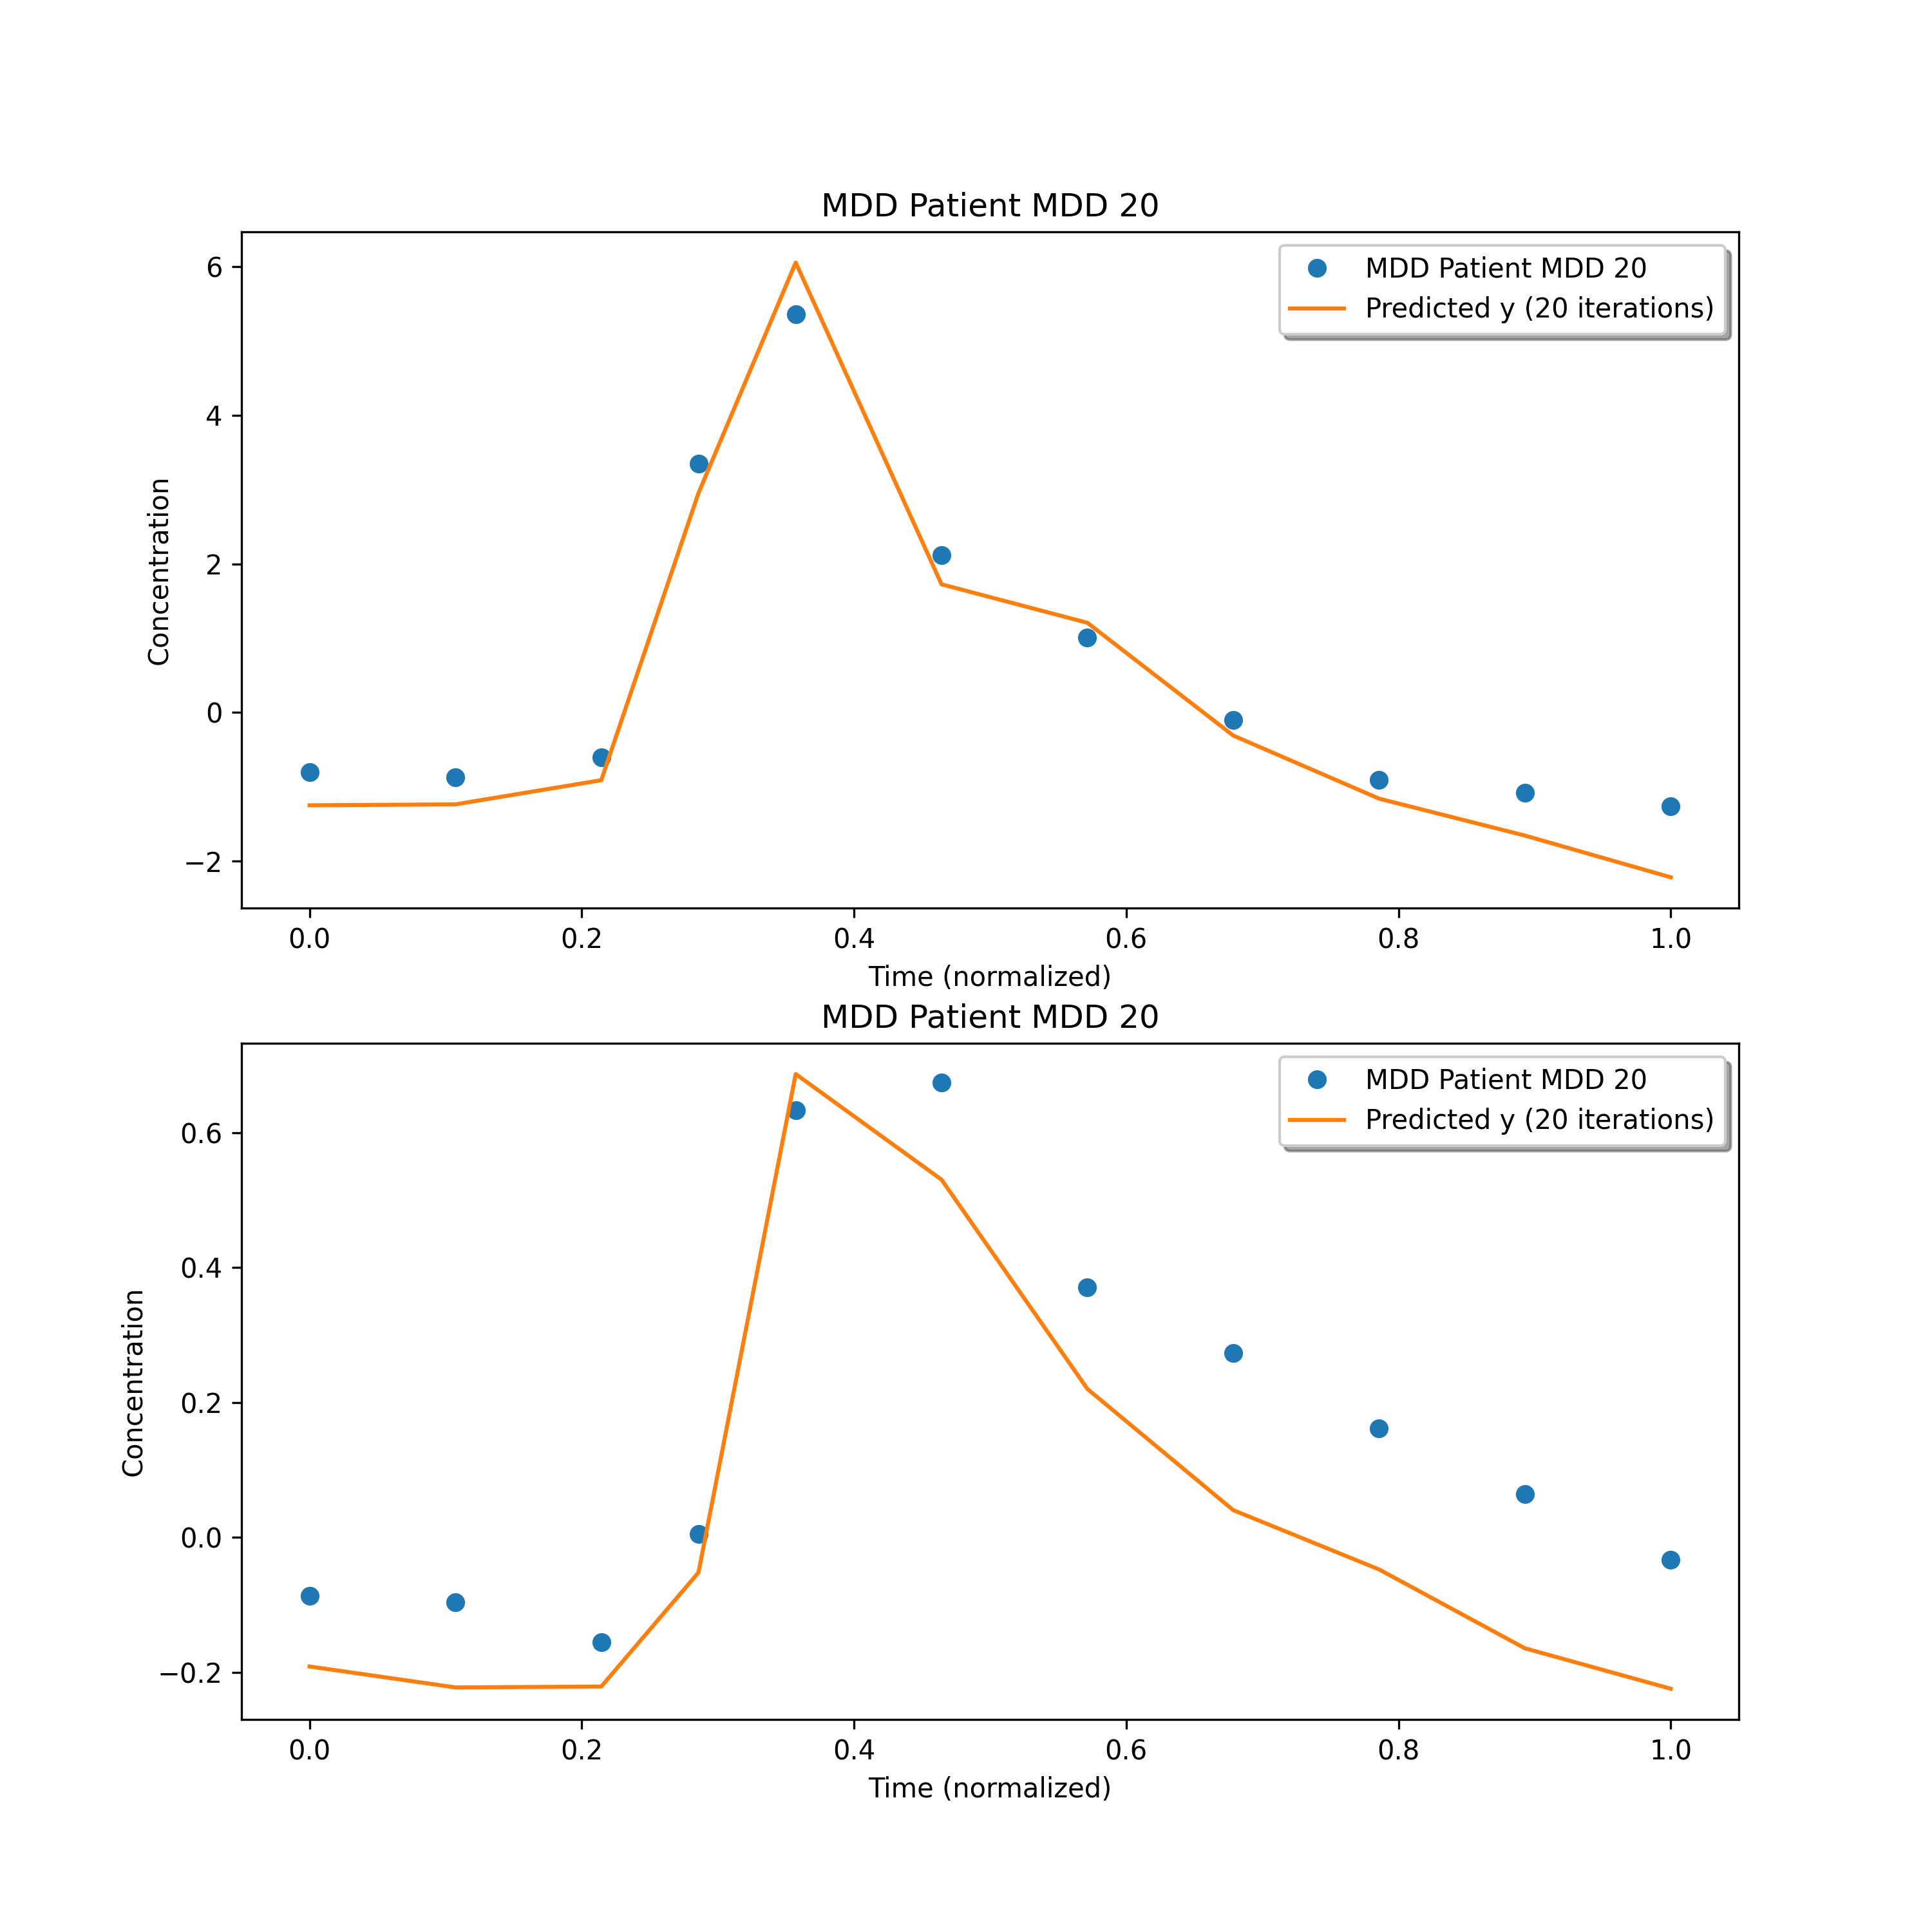 MDD Patient MDD 20
MDD Patient MDD 20
Predicted y (20 iterations)
6
4
2
0
−2
Concentration
0.0 0.2 0.4 0.6 0.8 1.0
Time (normalized)
MDD Patient MDD 20
MDD Patient MDD 20
Predicted y (20 iterations)
0.6
0.4
0.2
0.0
−0.2
Concentration
0.0 0.2 0.4 0.6 0.8 1.0
Time (normalized)